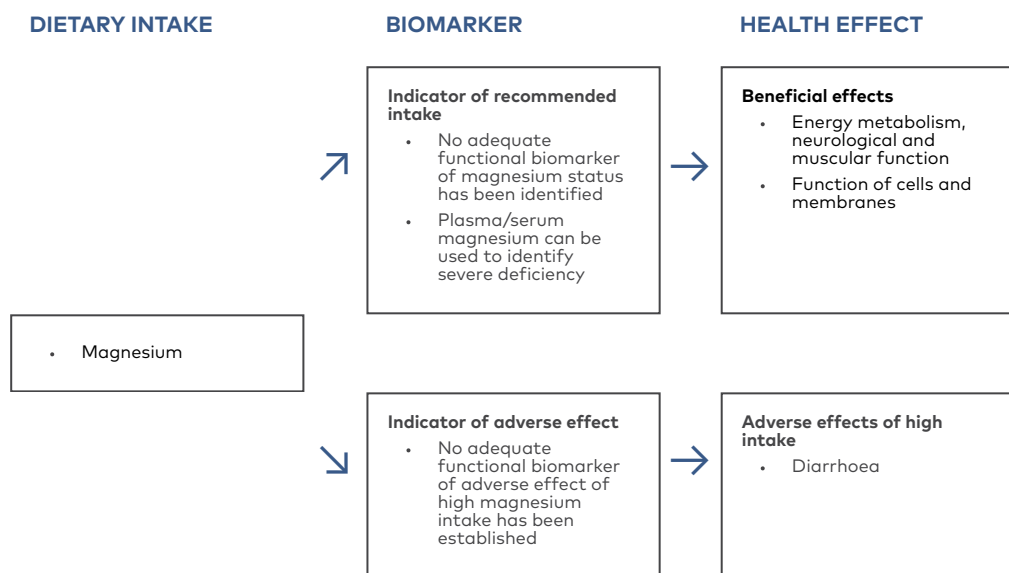 DIETARY INTAKE
BIOMARKER
HEALTH EFFECT
• Magnesium
Indicator of recommended
intake
• No adequate
functional biomarker
of magnesium status
has been identified
• Plasma/serum
magnesium can be
used to identify
severe deficiency
Beneficial effects
• Energy metabolism,
neurological and
muscular function
• Function of cells and
membranes
Indicator of adverse effect
• No adequate
functional biomarker
of adverse effect of
high magnesium
intake has been
established
Adverse effects of high
intake
• Diarrhoea